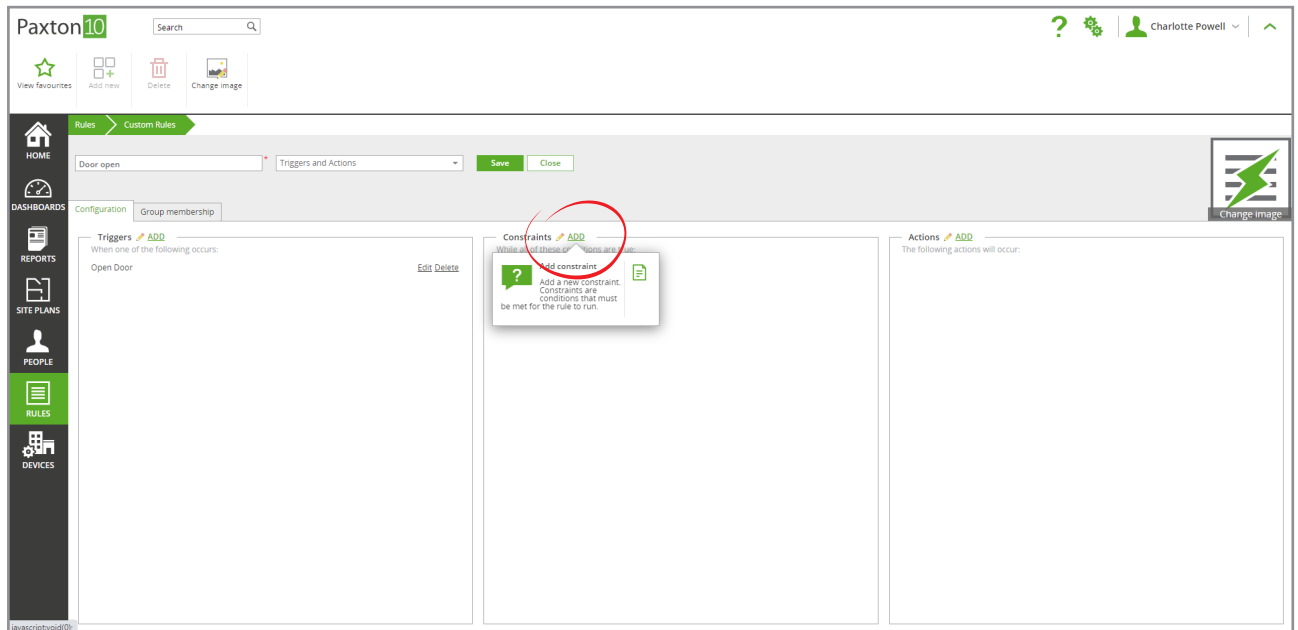 Paxton10
Search
Charlotte Powell
View favourites
Add new
Delete
Change image
Rules
Custom Rules
HOME
Door open
*
Triggers and Actions
Save
Close
Change image
DASHBOARDS
Configuration
Group membership
Triggers ADD
When one of the following occurs:
Open Door
Edit Delete
Constraints ADD
While all of these conditions are true:
Add constraint
Add a new constraint.
Constraints are
conditions that must
be met for the rule to run.
Actions ADD
The following actions will occur:
REPORTS
SITE PLANS
PEOPLE
RULES
DEVICES
javascript:void(0);